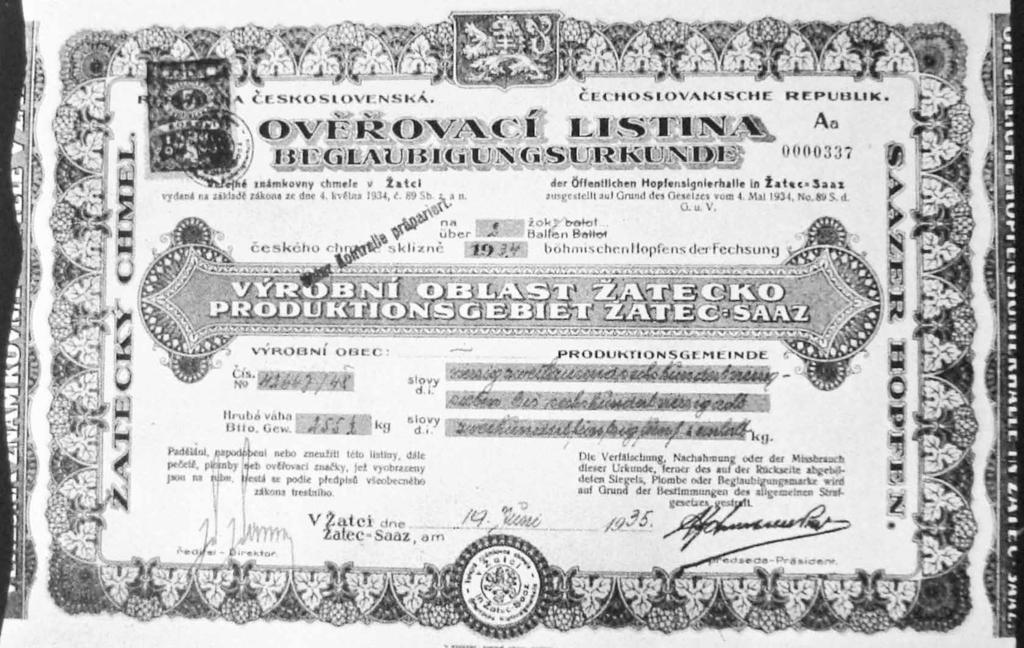 ČESKOSLOVENSKÁ. ČECHOSLOVAKISCHE REPUBLIK.
OVĚŘOVACÍ LISTINA Aa
BEGLAUBIGUNGSURKUNDE 0000337
známkovny chmele v Žatci der Öffentlichen Hopfensignierhalle in Žatec=Saaz
vydaná na základě zákona ze dne 4. května 1934, č. 89 Sb. z. a n. ausgestellt auf Grund des Gesetzes vom 4. Mai 1934, No. 89 S. d.
G. u. V.
na 2 žok balot
über Ballen Ballot
českého sklizně 1934 böhmischen Hopfens der Fechsung
Kontrolle präpariert.
VÝROBNÍ OBLAST ŽATECKO
PRODUKTIONSGEBIET ŽATEC=SAAZ
VÝROBNÍ OBEC: — PRODUKTIONSGEMEINDE
Čís.
No 42647/48 slovy
d.i.
Hrubá váha
Btto. Gew. kg slovy
d.i. kg.
Padělání, napodobení nebo zneužití této listiny, dále
pečetě, plomby neb ověřovací značky, jež vyobrazeny
jsou na rubu, trestá se podle předpisů všeobecného
zákona trestního.
Die Verfälschung, Nachahmung oder der Missbrauch
dieser Urkunde, ferner des auf der Rückseite abgebil-
deten Siegels, Plombe oder Beglaubigungsmarke wird
auf Grund der Bestimmungen des allgemeinen Straf-
gesetzes gestraft.
V Žatci dne 19. Juni 1935.
Žatec=Saaz, am
Ředitel - Direktor. předseda-Präsident.
ŽATECKÝ CHMEL.
SAAZER HOPFEN.
Žatci
Žatec Saaz